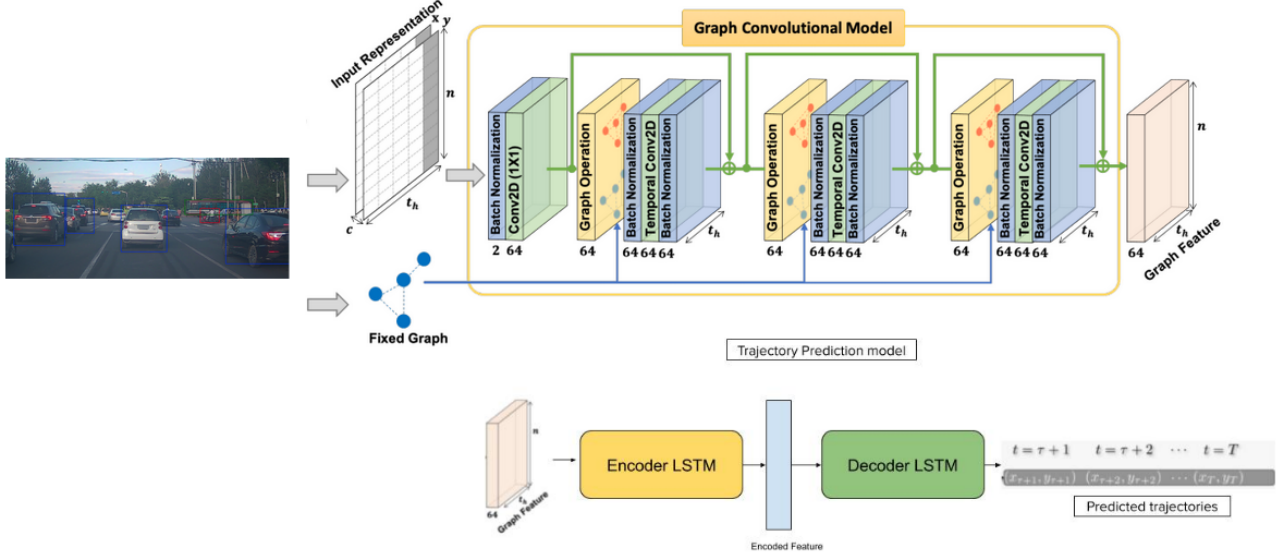 Graph Convolutional Model
Input Representation
x y
n
t_h
c
Batch Normalization
Conv2D (1X1)
2 64
Graph Operation
Batch Normalization
Temporal Conv2D
Batch Normalization
t_h
64
64 64 64
Graph Operation
Batch Normalization
Temporal Conv2D
Batch Normalization
t_h
64
64 64 64
Graph Operation
Batch Normalization
Temporal Conv2D
Batch Normalization
t_h
64
64 64 64
n
t_h
64
Graph Feature
Fixed Graph
Trajectory Prediction model
n
t_h
64
Graph Feature
Encoder LSTM
Encoded Feature
Decoder LSTM
t = τ + 1 t = τ + 2 ⋯ t = T
(x_{τ+1}, y_{τ+1}) (x_{τ+2}, y_{τ+2}) ⋯ (x_T, y_T)
Predicted trajectories